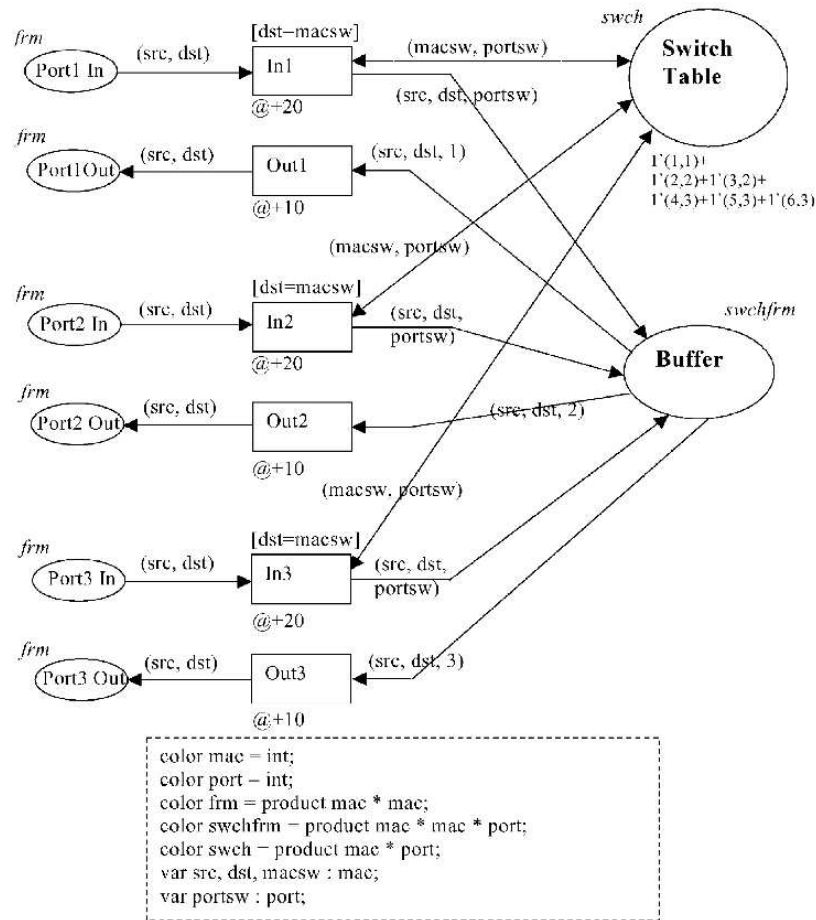 swch
frm
[dst=macsw]
(macsw, portsw)
Switch
Table
Port1 In
(src, dst)
In1
(src, dst, portsw)
@+20
frm
(src, dst)
(src, dst, 1)
1`(1,1)+
1`(2,2)+1`(3,2)+
1`(4,3)+1`(5,3)+1`(6,3)
Port1Out
Out1
@+10
(macsw, portsw)
frm
[dst=macsw]
(src, dst)
(src, dst,
portsw)
swchfrm
Port2 In
In2
@+20
Buffer
frm
(src, dst)
Port2 Out
Out2
(src, dst, 2)
@+10
(macsw, portsw)
frm
[dst=macsw]
(src, dst)
(src, dst,
portsw)
Port3 In
In3
@+20
frm
(src, dst)
(src, dst, 3)
Port3 Out
Out3
@+10
color mac = int;
color port = int;
color frm = product mac * mac;
color swchfrm = product mac * mac * port;
color swch = product mac * port;
var src, dst, macsw : mac;
var portsw : port;